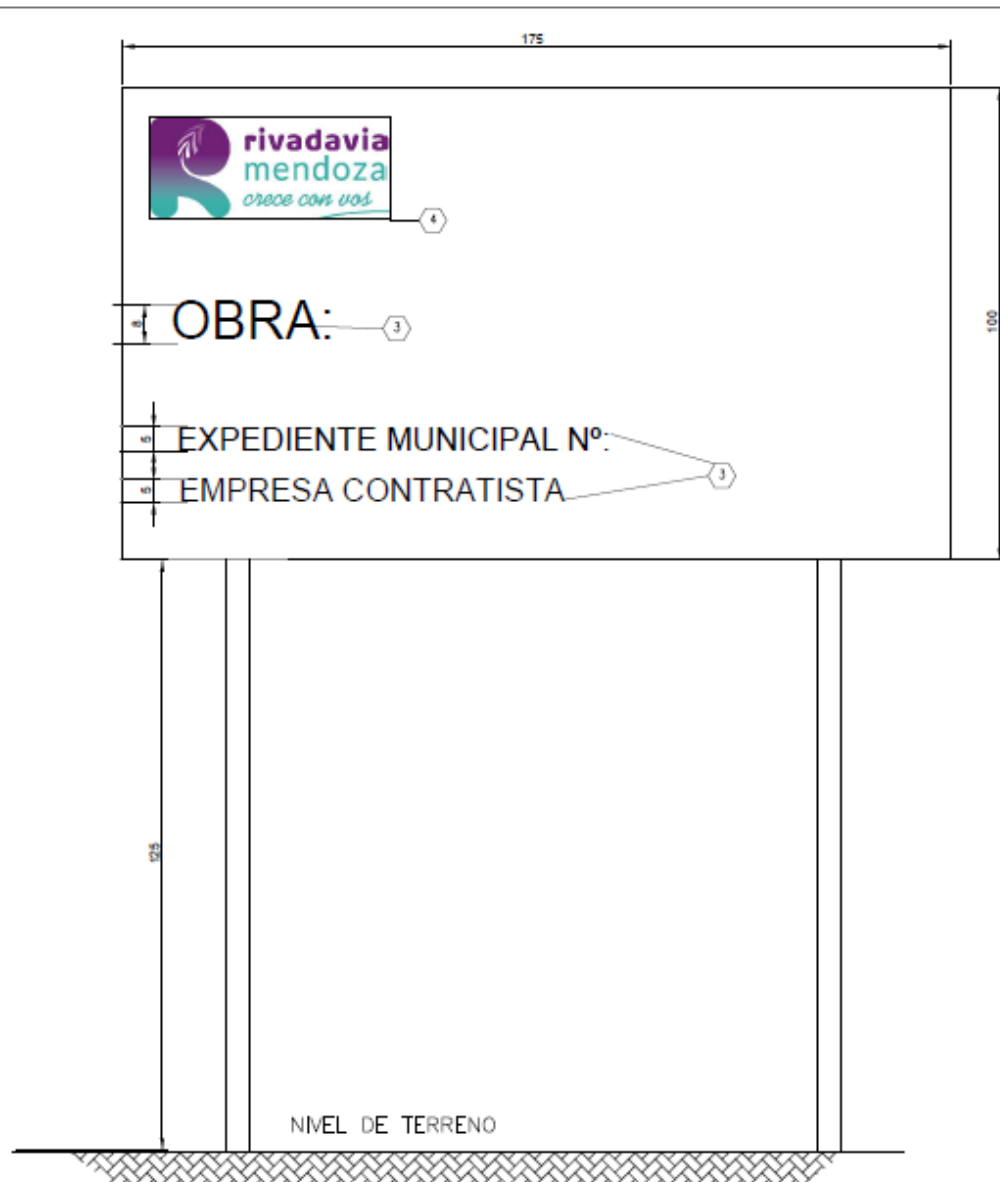 175
rivadavia
mendoza
crece con vos
4
100
8
OBRA:
3
5
EXPEDIENTE MUNICIPAL Nº:
3
5
EMPRESA CONTRATISTA
125
NIVEL DE TERRENO